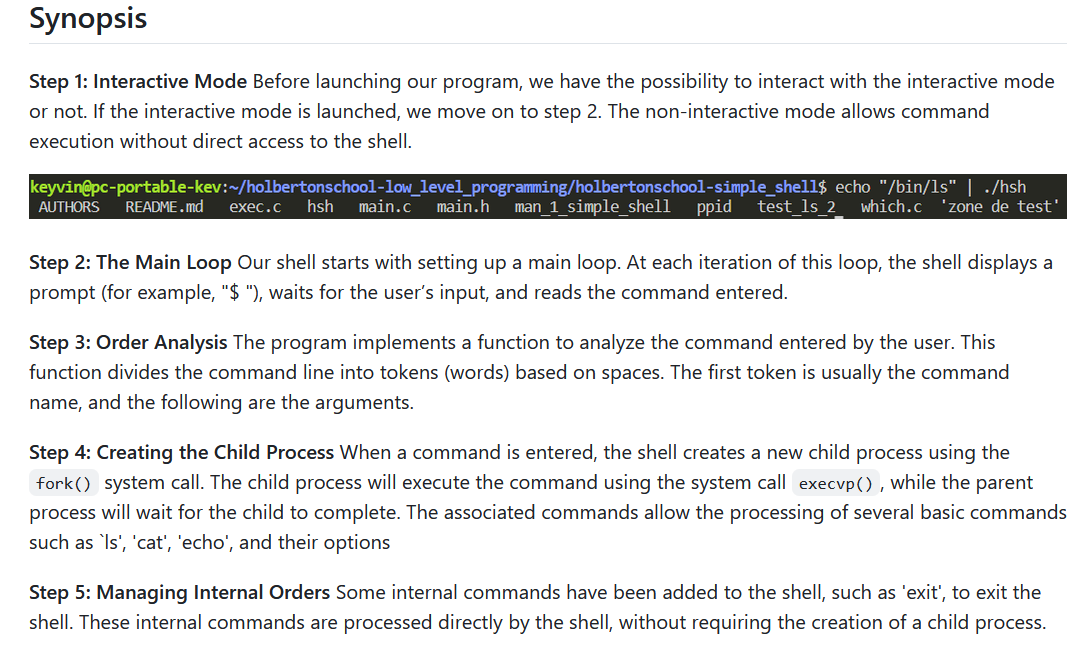 Synopsis
Step 1: Interactive Mode Before launching our program, we have the possibility to interact with the interactive mode
or not. If the interactive mode is launched, we move on to step 2. The non-interactive mode allows command
execution without direct access to the shell.
keyvin@pc-portable-kev:~/holbertonschool-low_level_programming/holbertonschool-simple_shell$ echo "/bin/ls" | ./hsh
AUTHORS README.md exec.c hsh main.c main.h man_1_simple_shell ppid test_ls_2_ which.c 'zone de test'
Step 2: The Main Loop Our shell starts with setting up a main loop. At each iteration of this loop, the shell displays a
prompt (for example, "$ "), waits for the user’s input, and reads the command entered.
Step 3: Order Analysis The program implements a function to analyze the command entered by the user. This
function divides the command line into tokens (words) based on spaces. The first token is usually the command
name, and the following are the arguments.
Step 4: Creating the Child Process When a command is entered, the shell creates a new child process using the
fork() system call. The child process will execute the command using the system call execvp() , while the parent
process will wait for the child to complete. The associated commands allow the processing of several basic commands
such as `ls', 'cat', 'echo', and their options
Step 5: Managing Internal Orders Some internal commands have been added to the shell, such as 'exit', to exit the
shell. These internal commands are processed directly by the shell, without requiring the creation of a child process.